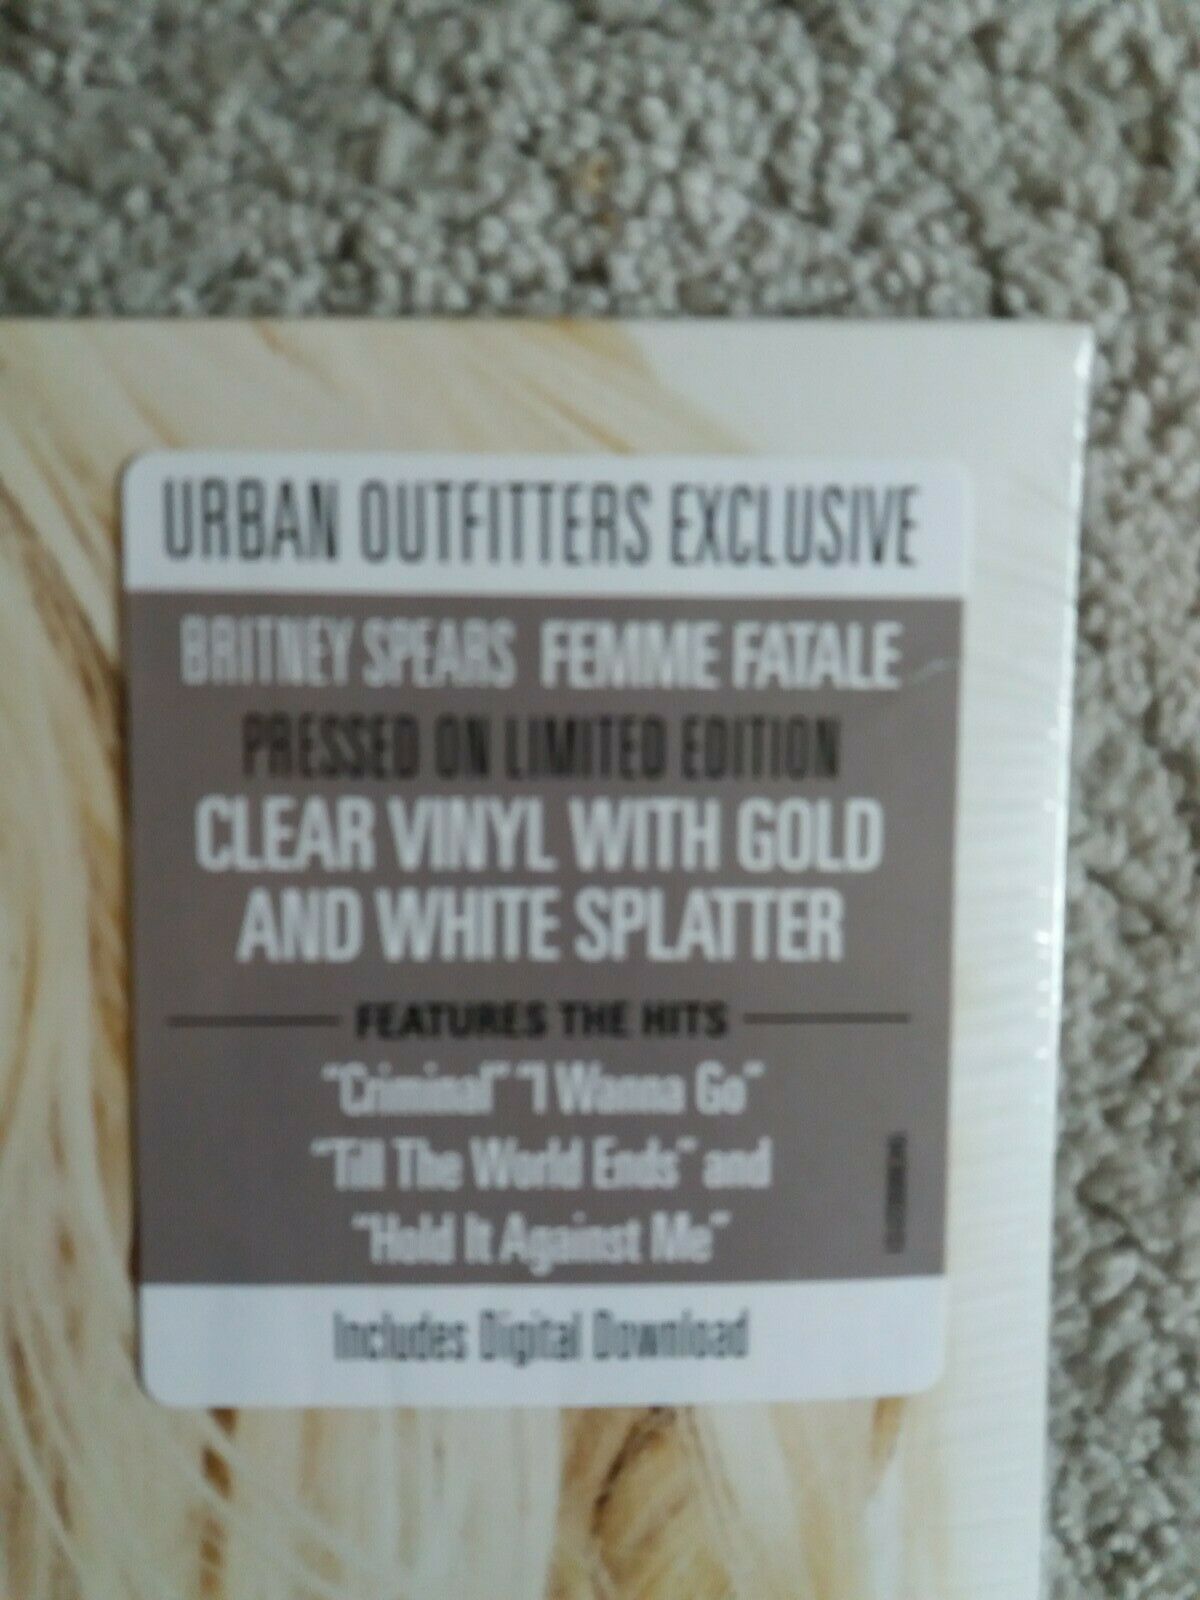 URBAN OUTFITTERS EXCLUSIVE
BRITNEY SPEARS FEMME FATALE
PRESSED ON LIMITED EDITION
CLEAR VINYL WITH GOLD
AND WHITE SPLATTER
FEATURES THE HITS
"Criminal" "I Wanna Go"
"Till The World Ends" and
"Hold It Against Me"
Includes Digital Download